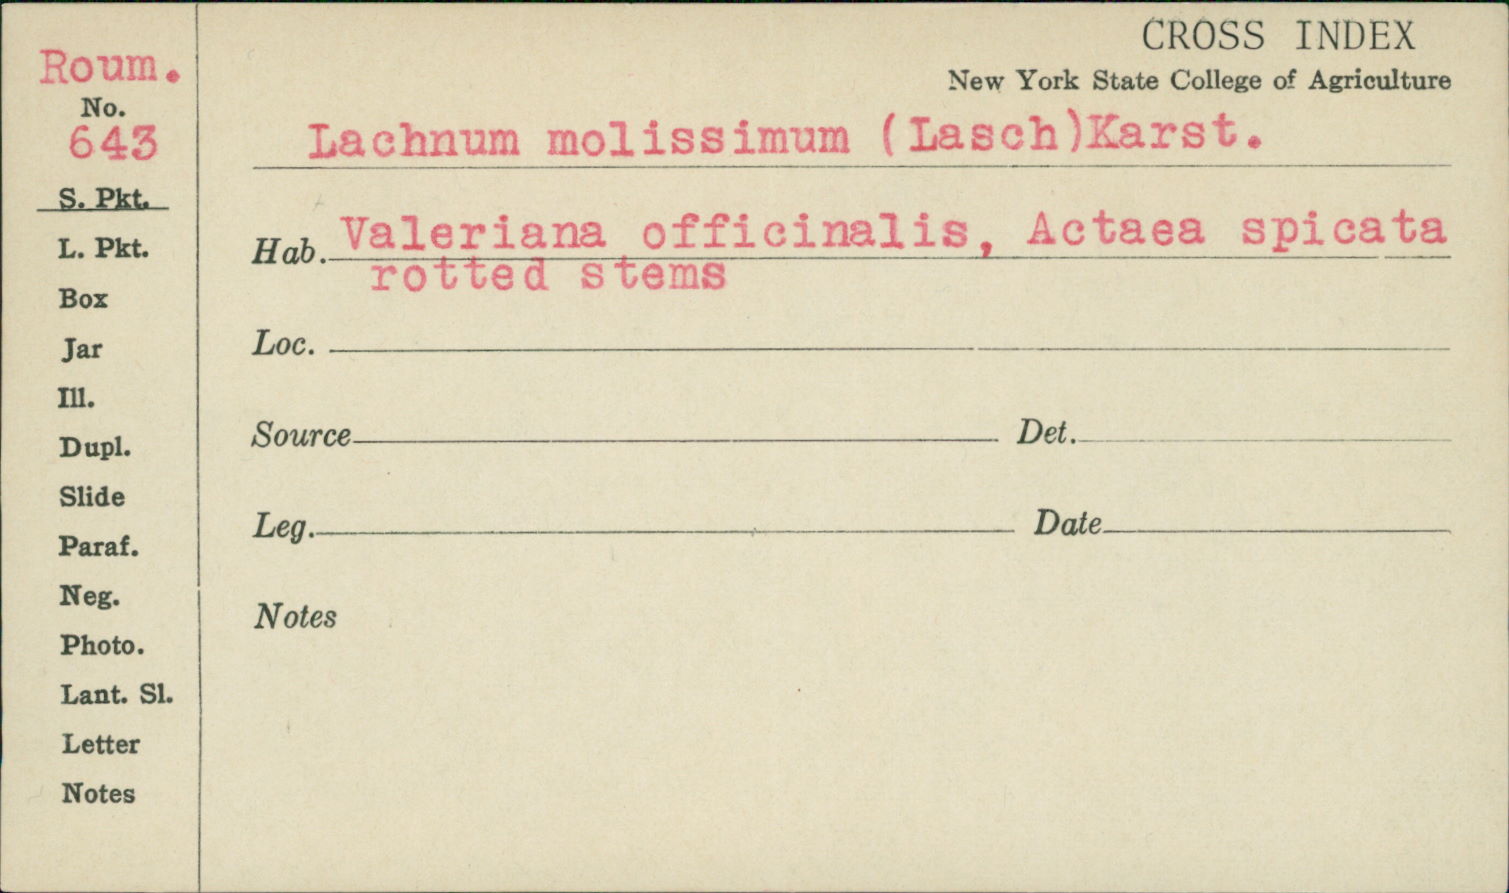 CROSS INDEX
New York State College of Agriculture
Roum.
No.
643
S. Pkt.
L. Pkt.
Box
Jar
Ill.
Dupl.
Slide
Paraf.
Neg.
Photo.
Lant. Sl.
Letter
Notes
Lachnum molissimum (Lasch)Karst.
Hab. Valeriana officinalis, Actaea spicata
rotted stems
Loc.
Source Det.
Leg. Date
Notes